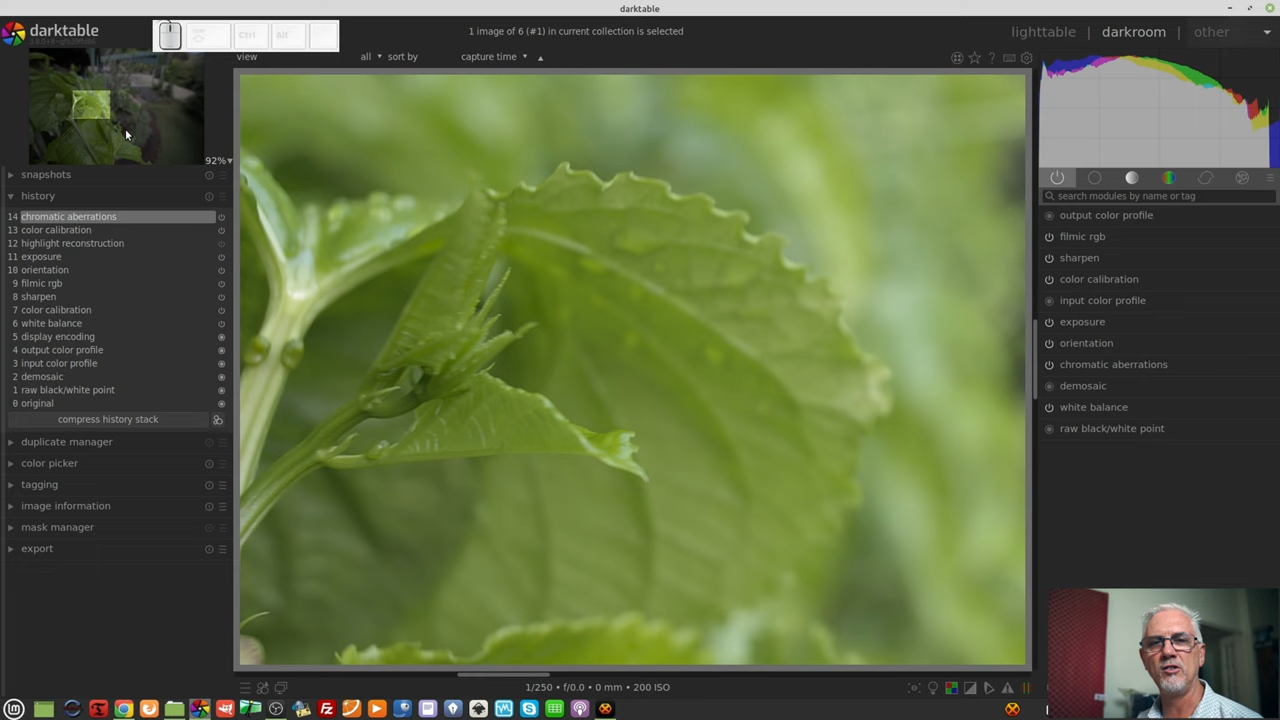 darktable
darktable
Ctrl Alt
1 image of 6 (#1) in current collection is selected
lighttable | darkroom | other
view all sort by capture time
92%
snapshots
history
14 chromatic aberrations
13 color calibration
12 highlight reconstruction
11 exposure
10 orientation
9 filmic rgb
8 sharpen
7 color calibration
6 white balance
5 display encoding
4 output color profile
3 input color profile
2 demosaic
1 raw black/white point
0 original
compress history stack
duplicate manager
color picker
tagging
image information
mask manager
export
search modules by name or tag
output color profile
filmic rgb
sharpen
color calibration
input color profile
exposure
orientation
chromatic aberrations
demosaic
white balance
raw black/white point
1/250 • f/0.0 • 0 mm • 200 ISO